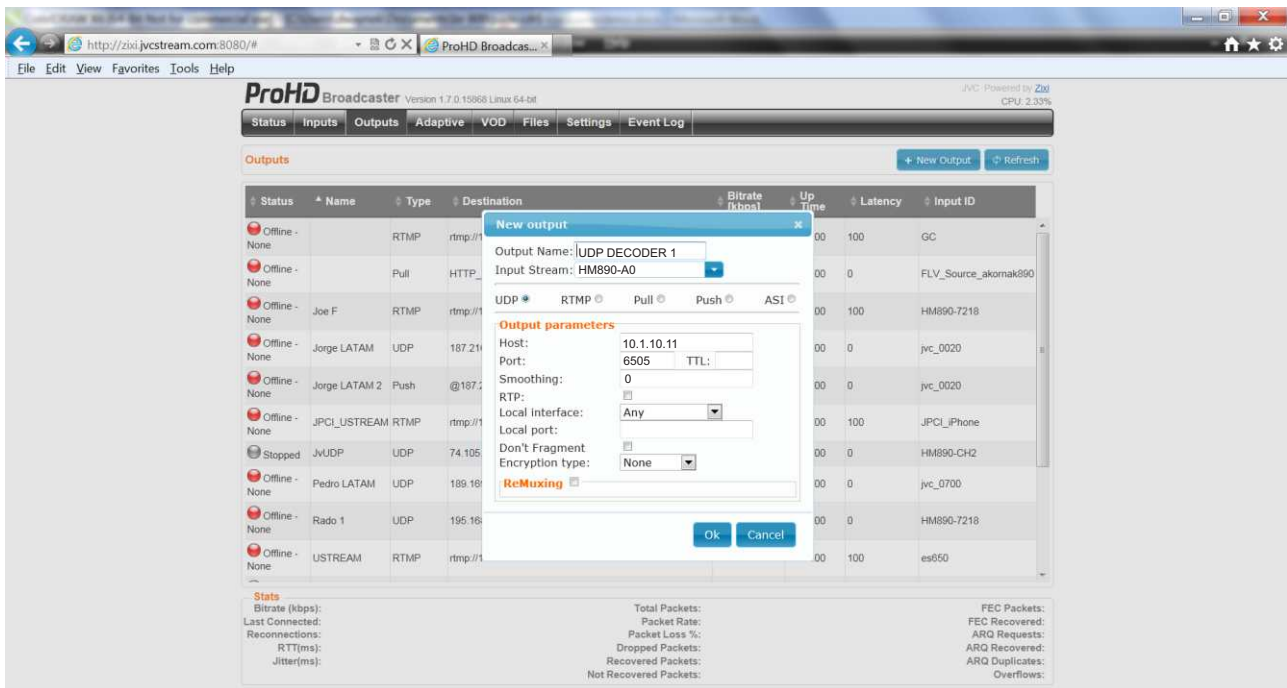 http://zixi.jvcstream.com:8080/#
ProHD Broadcas...
File Edit View Favorites Tools Help
ProHD Broadcaster Version 1.7.0.15868 Linux 64-bit
JVC Powered by Zixi
CPU: 2.33%
Status Inputs Outputs Adaptive VOD Files Settings Event Log
Outputs
+ New Output Refresh
Status Name Type Destination Bitrate [kbps] Up Time Latency Input ID
Offline - None RTMP rtmp://1 00 100 GC
Offline - None Pull HTTP_ 00 0 FLV_Source_akornak890
Offline - None Joe F RTMP rtmp://1 00 100 HM890-7218
Offline - None Jorge LATAM UDP 187.216 00 0 jvc_0020
Offline - None Jorge LATAM 2 Push @187.2 00 0 jvc_0020
Offline - None JPCI_USTREAM RTMP rtmp://1 00 100 JPCI_iPhone
Stopped JvUDP UDP 74.105 00 0 HM890-CH2
Offline - None Pedro LATAM UDP 189.16 00 0 jvc_0700
Offline - None Rado 1 UDP 195.16 00 0 HM890-7218
Offline - None USTREAM RTMP rtmp://1 00 100 es650
New output
Output Name: UDP DECODER 1
Input Stream: HM890-A0
UDP RTMP Pull Push ASI
Output parameters
Host: 10.1.10.11
Port: 6505 TTL:
Smoothing: 0
RTP:
Local interface: Any
Local port:
Don't Fragment
Encryption type: None
ReMuxing
Ok Cancel
Stats
Bitrate (kbps): Total Packets: FEC Packets:
Last Connected: Packet Rate: FEC Recovered:
Reconnections: Packet Loss %: ARQ Requests:
RTT(ms): Dropped Packets: ARQ Recovered:
Jitter(ms): Recovered Packets: ARQ Duplicates:
Not Recovered Packets: Overflows: